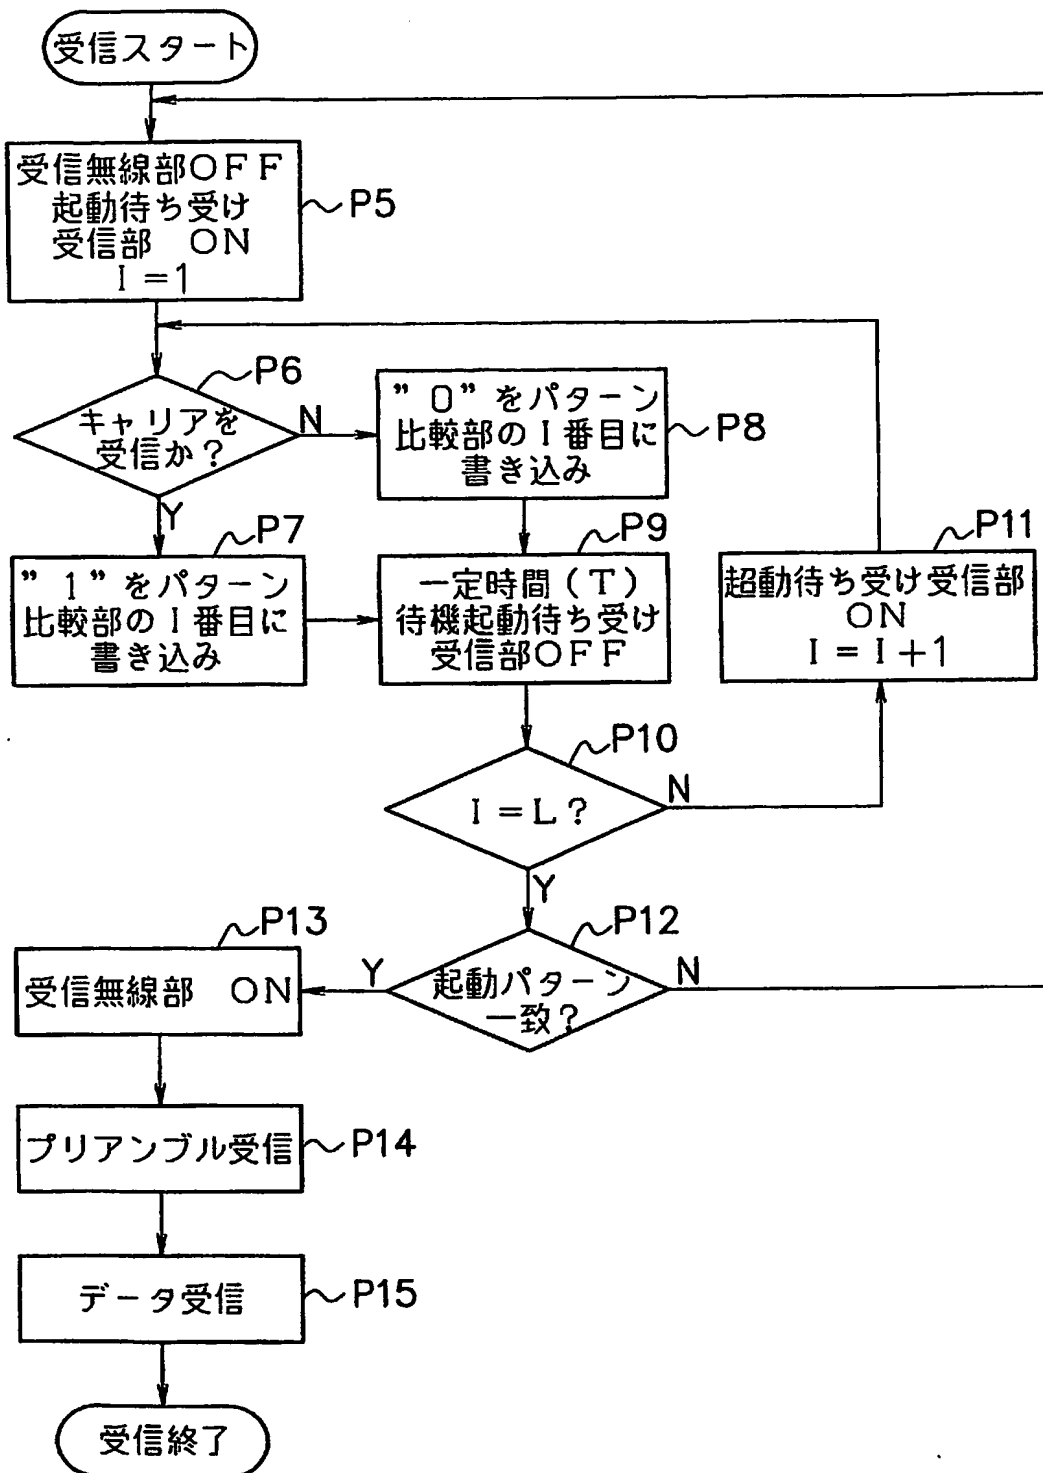 受信スタート
受信無線部OFF
起動待ち受け
受信部 ON
I=1
P5
キャリアを
受信か?
P6
N
Y
”0”をパターン
比較部のI番目に
書き込み
P8
”1”をパターン
比較部のI番目に
書き込み
P7
一定時間(T)
待機起動待ち受け
受信部OFF
P9
超動待ち受け受信部
ON
I=I+1
P11
I=L?
P10
N
Y
起動パターン
一致?
P12
Y
N
受信無線部 ON
P13
プリアンブル受信
P14
データ受信
P15
受信終了